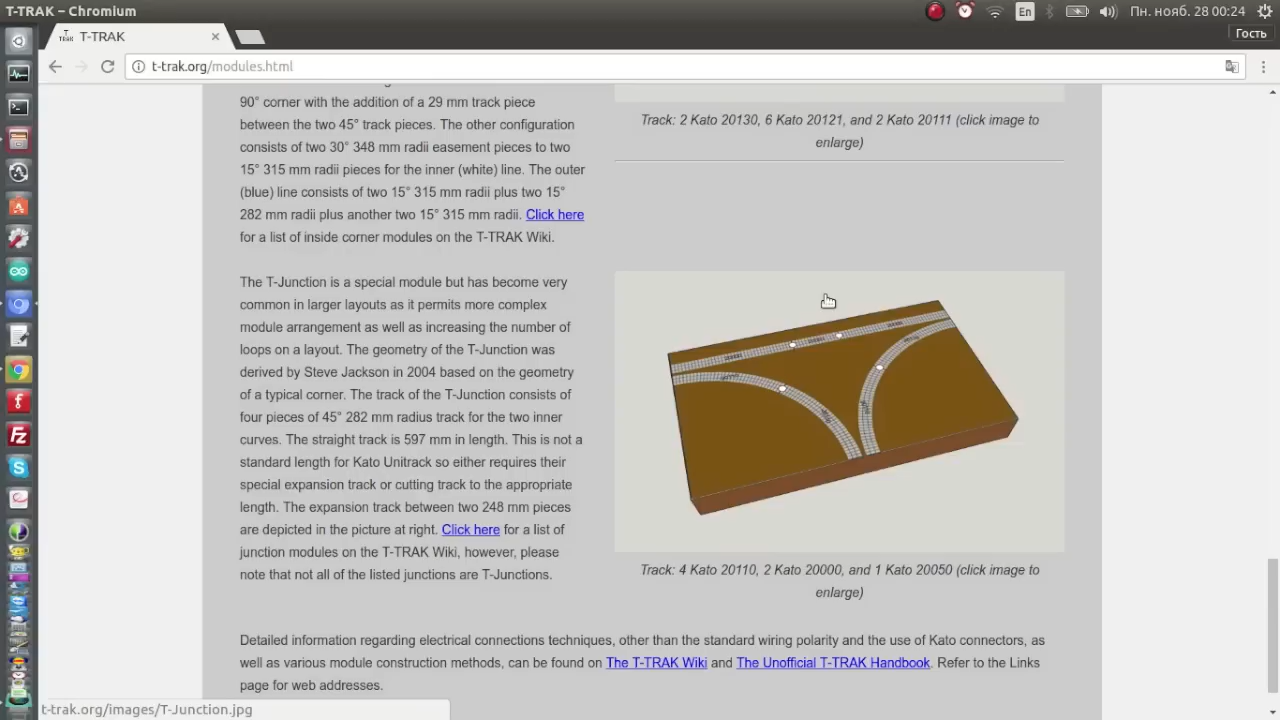 T-TRAK – Chromium
En
Пн. нояб. 28 00:24
T-TRAK
Гость
t-trak.org/modules.html
90° corner with the addition of a 29 mm track piece
between the two 45° track pieces. The other configuration
consists of two 30° 348 mm radii easement pieces to two
15° 315 mm radii pieces for the inner (white) line. The outer
(blue) line consists of two 15° 315 mm radii plus two 15°
282 mm radii plus another two 15° 315 mm radii. Click here
for a list of inside corner modules on the T-TRAK Wiki.
Track: 2 Kato 20130, 6 Kato 20121, and 2 Kato 20111 (click image to
enlarge)
The T-Junction is a special module but has become very
common in larger layouts as it permits more complex
module arrangement as well as increasing the number of
loops on a layout. The geometry of the T-Junction was
derived by Steve Jackson in 2004 based on the geometry
of a typical corner. The track of the T-Junction consists of
four pieces of 45° 282 mm radius track for the two inner
curves. The straight track is 597 mm in length. This is not a
standard length for Kato Unitrack so either requires their
special expansion track or cutting track to the appropriate
length. The expansion track between two 248 mm pieces
are depicted in the picture at right. Click here for a list of
junction modules on the T-TRAK Wiki, however, please
note that not all of the listed junctions are T-Junctions.
Track: 4 Kato 20110, 2 Kato 20000, and 1 Kato 20050 (click image to
enlarge)
Detailed information regarding electrical connections techniques, other than the standard wiring polarity and the use of Kato connectors, as
well as various module construction methods, can be found on The T-TRAK Wiki and The Unofficial T-TRAK Handbook. Refer to the Links
page for web addresses.
t-trak.org/images/T-Junction.jpg